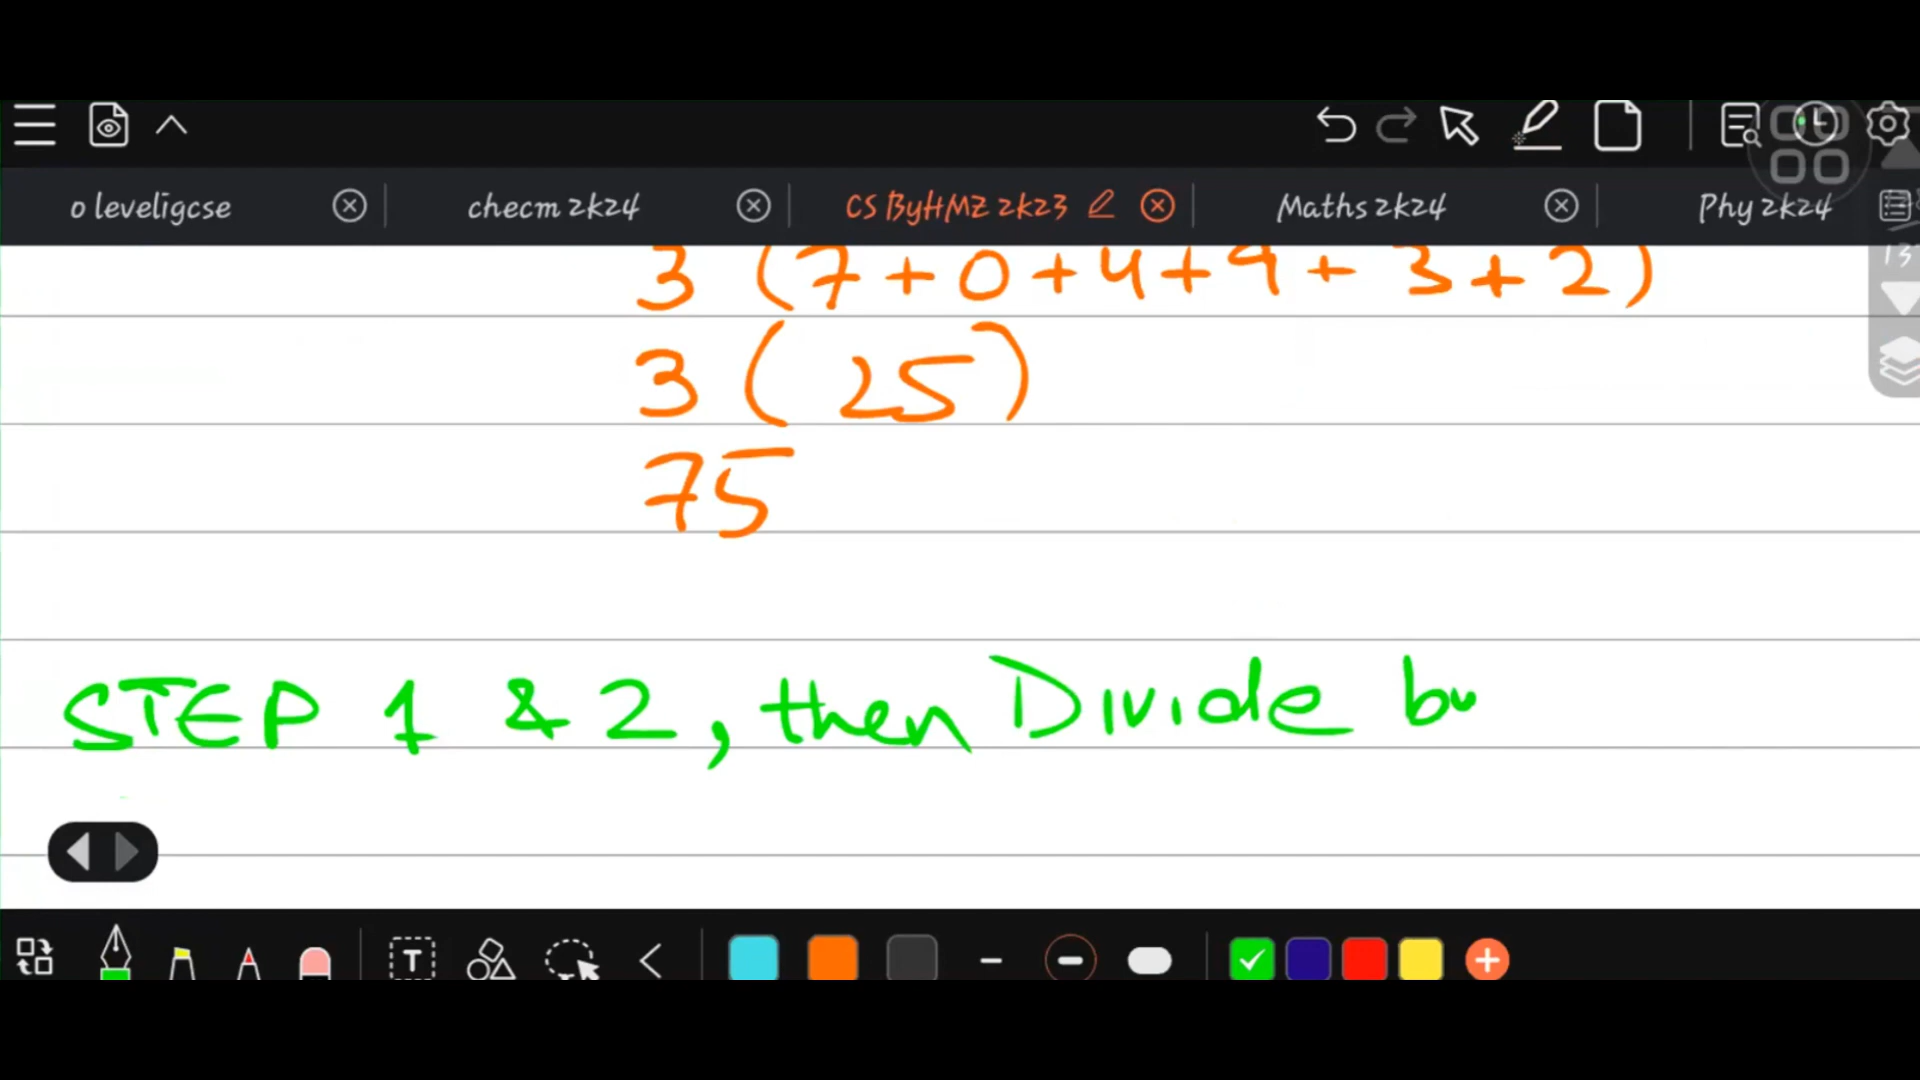 o leveligcse checm 2k24 CS ByHMZ 2k23 Maths 2k24 Phy 2k24
3 (7+0+4+9+3+2)
3 (25)
75
STEP 1 & 2, then Divide by
T